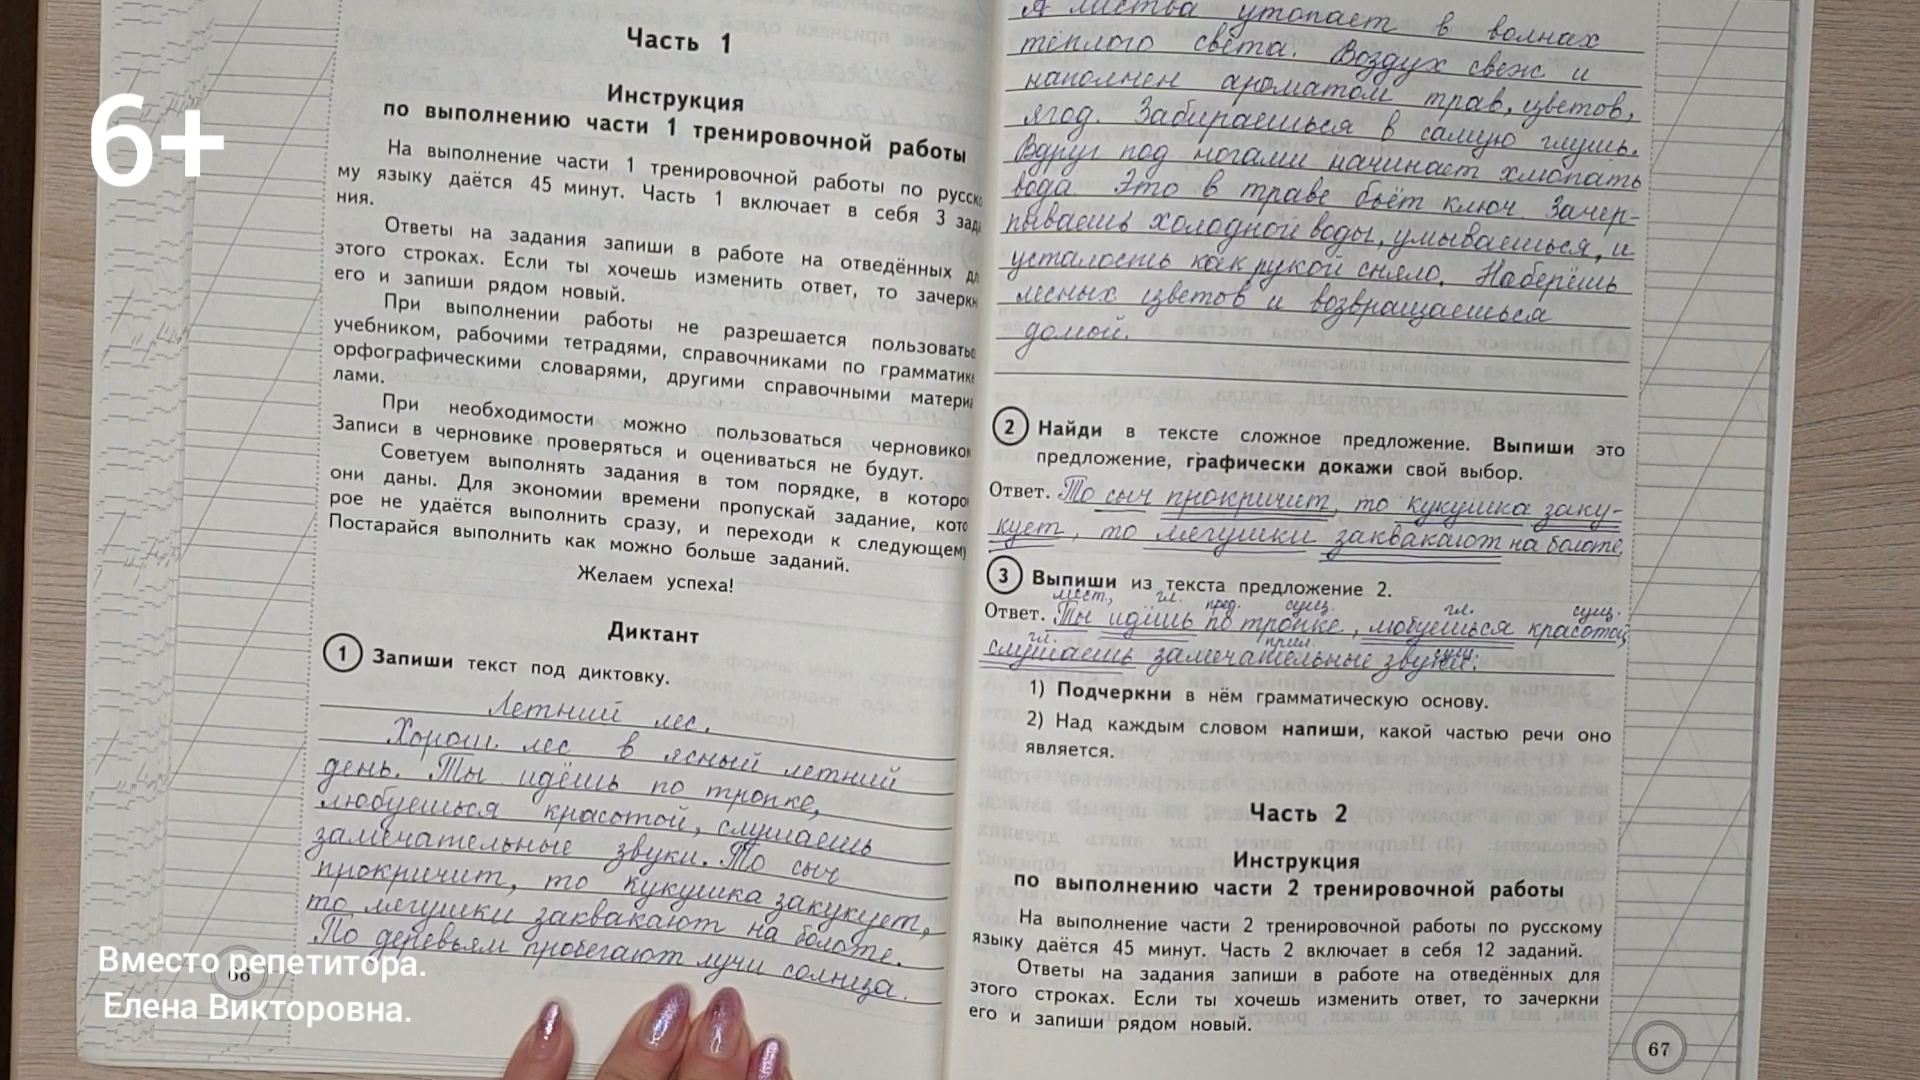 6+
Часть 1
Инструкция
по выполнению части 1 тренировочной работы
На выполнение части 1 тренировочной работы по русско
му языку даётся 45 минут. Часть 1 включает в себя 3 зада
ния.
Ответы на задания запиши в работе на отведённых дл
этого строках. Если ты хочешь изменить ответ, то зачеркн
его и запиши рядом новый.
При выполнении работы не разрешается пользоватьс
учебником, рабочими тетрадями, справочниками по грамматике
орфографическими словарями, другими справочными материа
лами.
При необходимости можно пользоваться черновиком
Записи в черновике проверяться и оцениваться не будут.
Советуем выполнять задания в том порядке, в которо
они даны. Для экономии времени пропускай задание, кото
рое не удаётся выполнить сразу, и переходи к следующему
Постарайся выполнить как можно больше заданий.
Желаем успеха!
Диктант
1 Запиши текст под диктовку.
Летний лес.
Хорош лес в ясный летний
день. Ты идёшь по тропке,
любуешься красотой, слушаешь
замечательные звуки. То сыч
прокричит, то кукушка закукует,
то лягушки заквакают на болоте.
По деревьям пробегают лучи солнца.
66
Вместо репетитора.
Елена Викторовна.
А листва утопает в волнах
тёплого света. Воздух свеж и
наполнен ароматом трав, цветов,
ягод. Забираешься в самую глушь.
Вдруг под ногами начинает хлюпать
вода Это в траве бьёт ключ. Зачер-
пываешь холодной воды, умываешься, и
усталость как рукой сняло. Наберёшь
лесных цветов и возвращаешься
домой.
2 Найди в тексте сложное предложение. Выпиши это
предложение, графически докажи свой выбор.
Ответ. То сыч прокричит, то кукушка заку-
кует, то лягушки заквакают на болоте.
3 Выпиши из текста предложение 2.
мест. гл. пред. сущ. гл. сущ.
Ответ. Ты идёшь по тропке, любуешься красотой,
гл. прил. сущ.
слушаешь замечательные звуки.
1) Подчеркни в нём грамматическую основу.
2) Над каждым словом напиши, какой частью речи оно
является.
Часть 2
Инструкция
по выполнению части 2 тренировочной работы
На выполнение части 2 тренировочной работы по русскому
языку даётся 45 минут. Часть 2 включает в себя 12 заданий.
Ответы на задания запиши в работе на отведённых для
этого строках. Если ты хочешь изменить ответ, то зачеркни
его и запиши рядом новый.
67